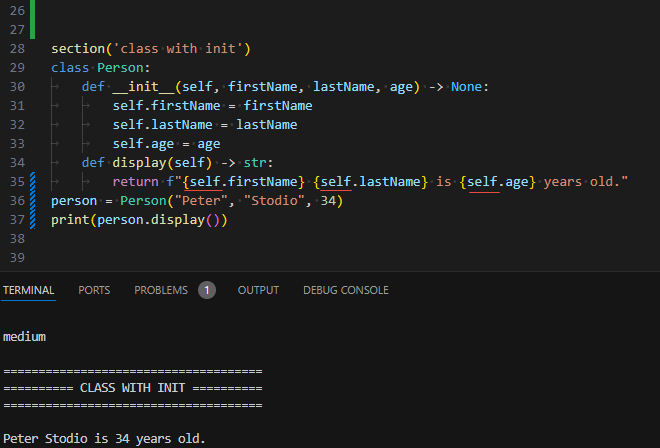 26
27
28 section('class with init')
29 class Person:
30 def __init__(self, firstName, lastName, age) -> None:
31 self.firstName = firstName
32 self.lastName = lastName
33 self.age = age
34 def display(self) -> str:
35 return f"{self.firstName} {self.lastName} is {self.age} years old."
36 person = Person("Peter", "Stodio", 34)
37 print(person.display())
38
39
TERMINAL PORTS PROBLEMS 1 OUTPUT DEBUG CONSOLE
medium
=====================================
========== CLASS WITH INIT ==========
=====================================
Peter Stodio is 34 years old.